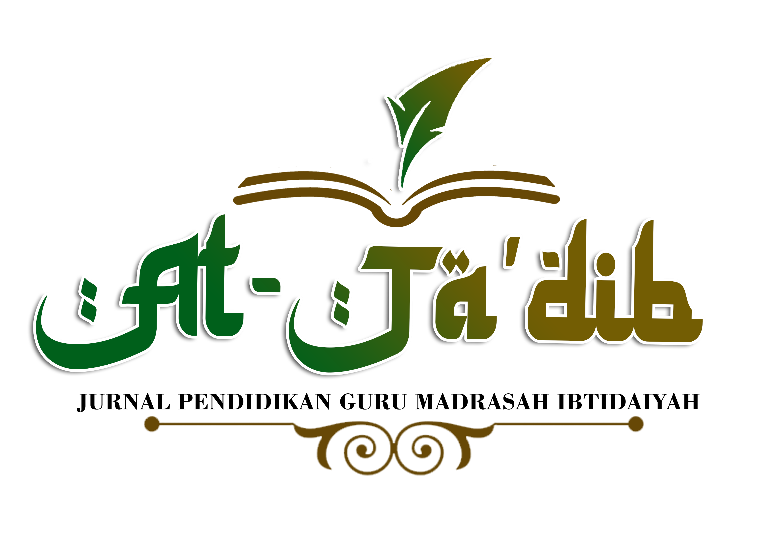 At-Ta'dib
JURNAL PENDIDIKAN GURU MADRASAH IBTIDAIYAH